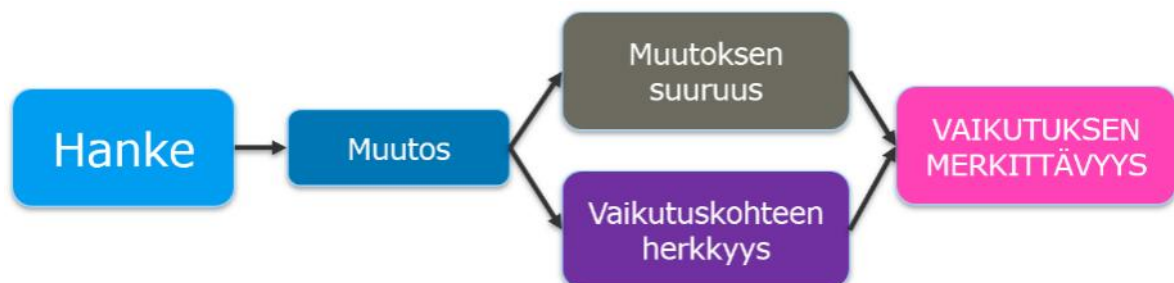 Hanke
Muutos
Muutoksen
suuruus
Vaikutuskohteen
herkkyys
VAIKUTUKSEN
MERKITTÄVYYS